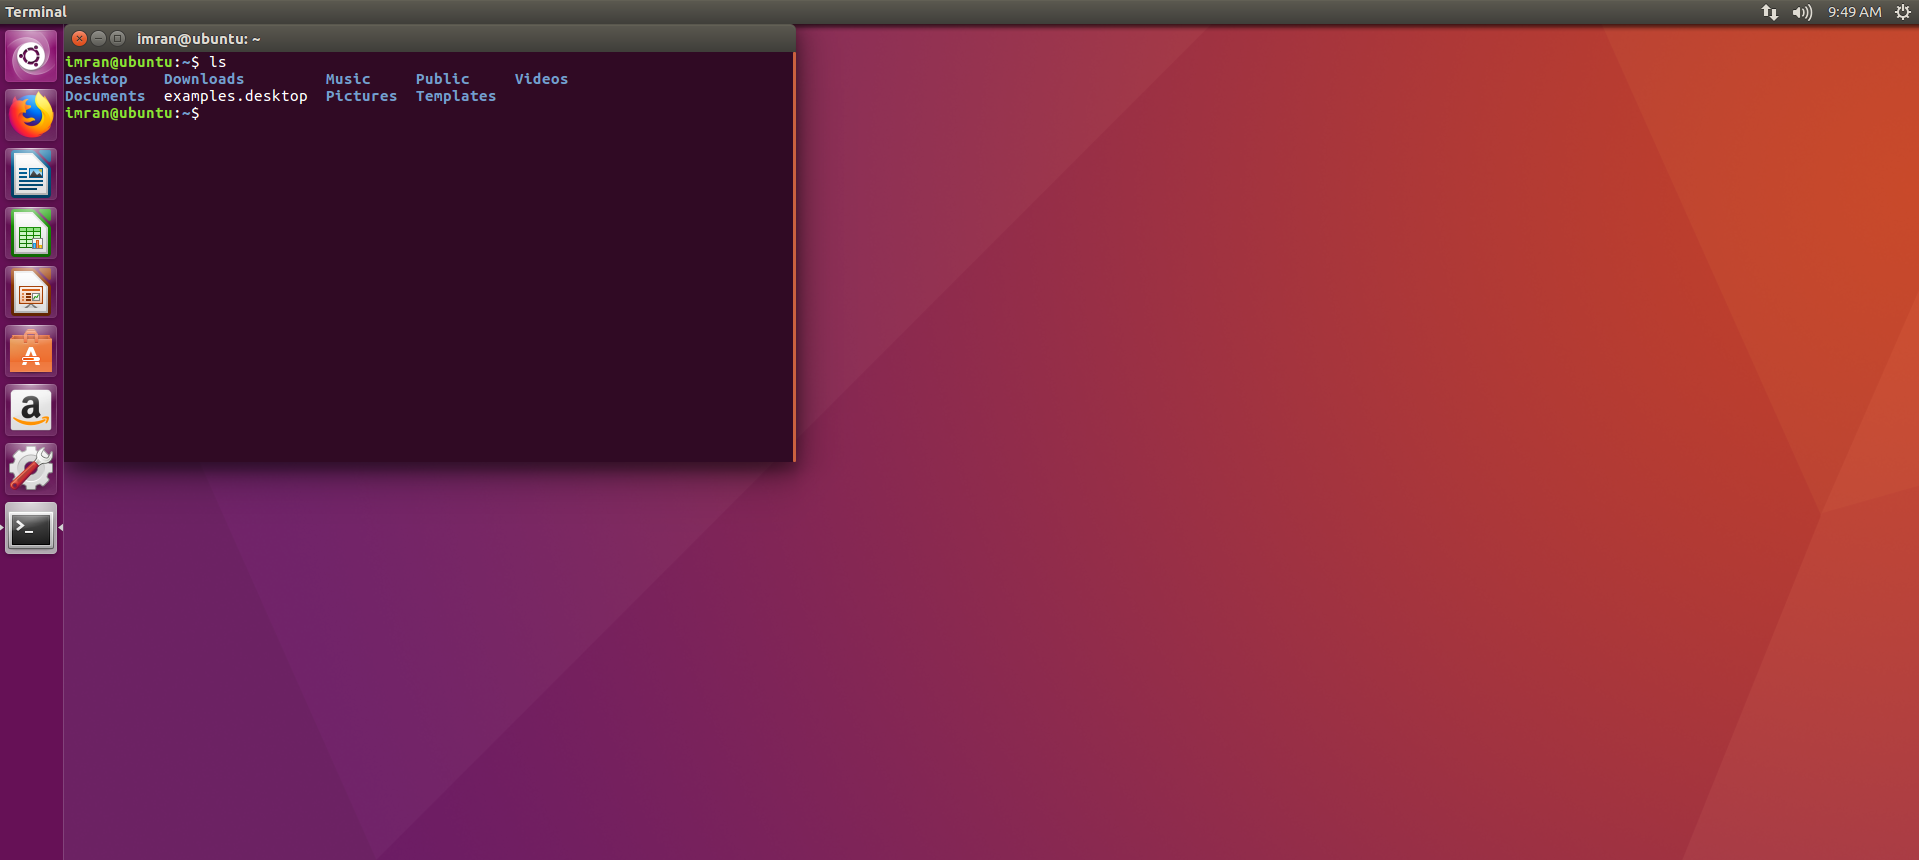 Terminal
9:49 AM
imran@ubuntu: ~
imran@ubuntu:~$ ls
Desktop    Downloads         Music     Public     Videos
Documents  examples.desktop  Pictures  Templates
imran@ubuntu:~$